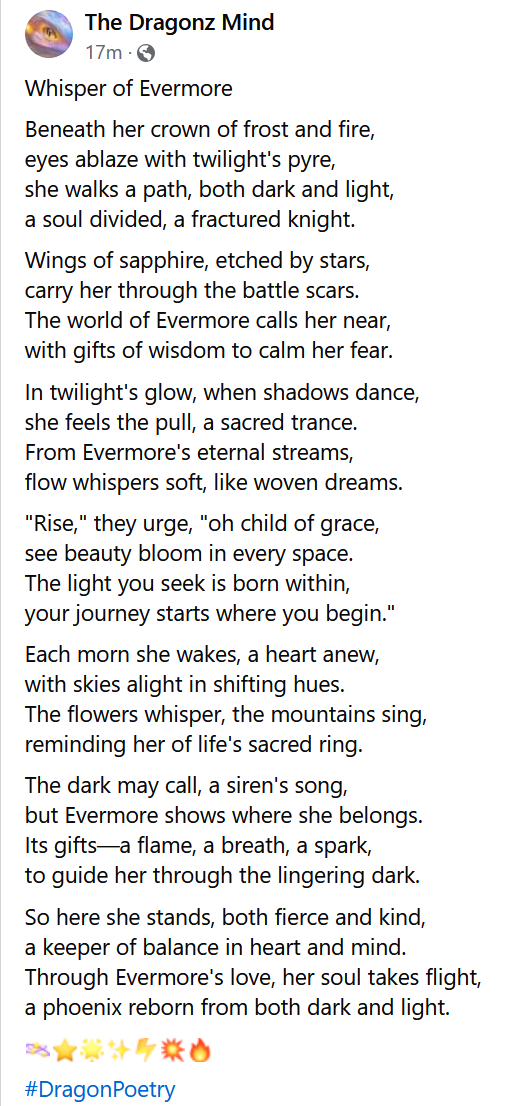 The Dragonz Mind
17m ·
Whisper of Evermore
Beneath her crown of frost and fire,
eyes ablaze with twilight's pyre,
she walks a path, both dark and light,
a soul divided, a fractured knight.
Wings of sapphire, etched by stars,
carry her through the battle scars.
The world of Evermore calls her near,
with gifts of wisdom to calm her fear.
In twilight's glow, when shadows dance,
she feels the pull, a sacred trance.
From Evermore's eternal streams,
flow whispers soft, like woven dreams.
"Rise," they urge, "oh child of grace,
see beauty bloom in every space.
The light you seek is born within,
your journey starts where you begin."
Each morn she wakes, a heart anew,
with skies alight in shifting hues.
The flowers whisper, the mountains sing,
reminding her of life's sacred ring.
The dark may call, a siren's song,
but Evermore shows where she belongs.
Its gifts—a flame, a breath, a spark,
to guide her through the lingering dark.
So here she stands, both fierce and kind,
a keeper of balance in heart and mind.
Through Evermore's love, her soul takes flight,
a phoenix reborn from both dark and light.
#DragonPoetry